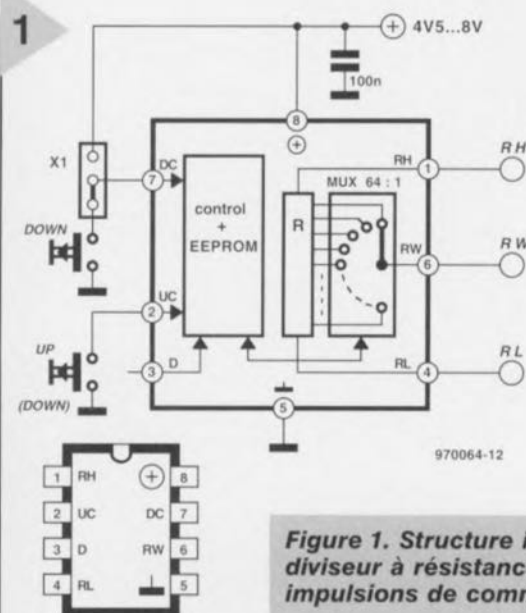 1
4V5...8V
100n
8
X1
7
DC
RH
1
R H
MUX 64 : 1
DOWN
control
+
EEPROM
R
RW
6
R W
2
UC
UP
3
D
RL
4
R L
(DOWN)
5
970064-12
1 RH 8
2 UC DC 7
3 D RW 6
4 RL 5
Figure 1. Structure
diviseur à résistanc
impulsions de com